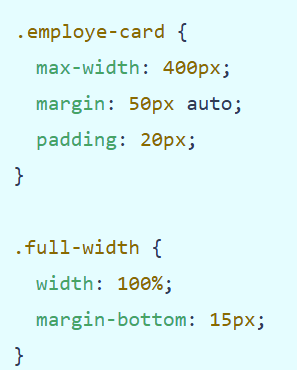 .employe-card {
  max-width: 400px;
  margin: 50px auto;
  padding: 20px;
}

.full-width {
  width: 100%;
  margin-bottom: 15px;
}